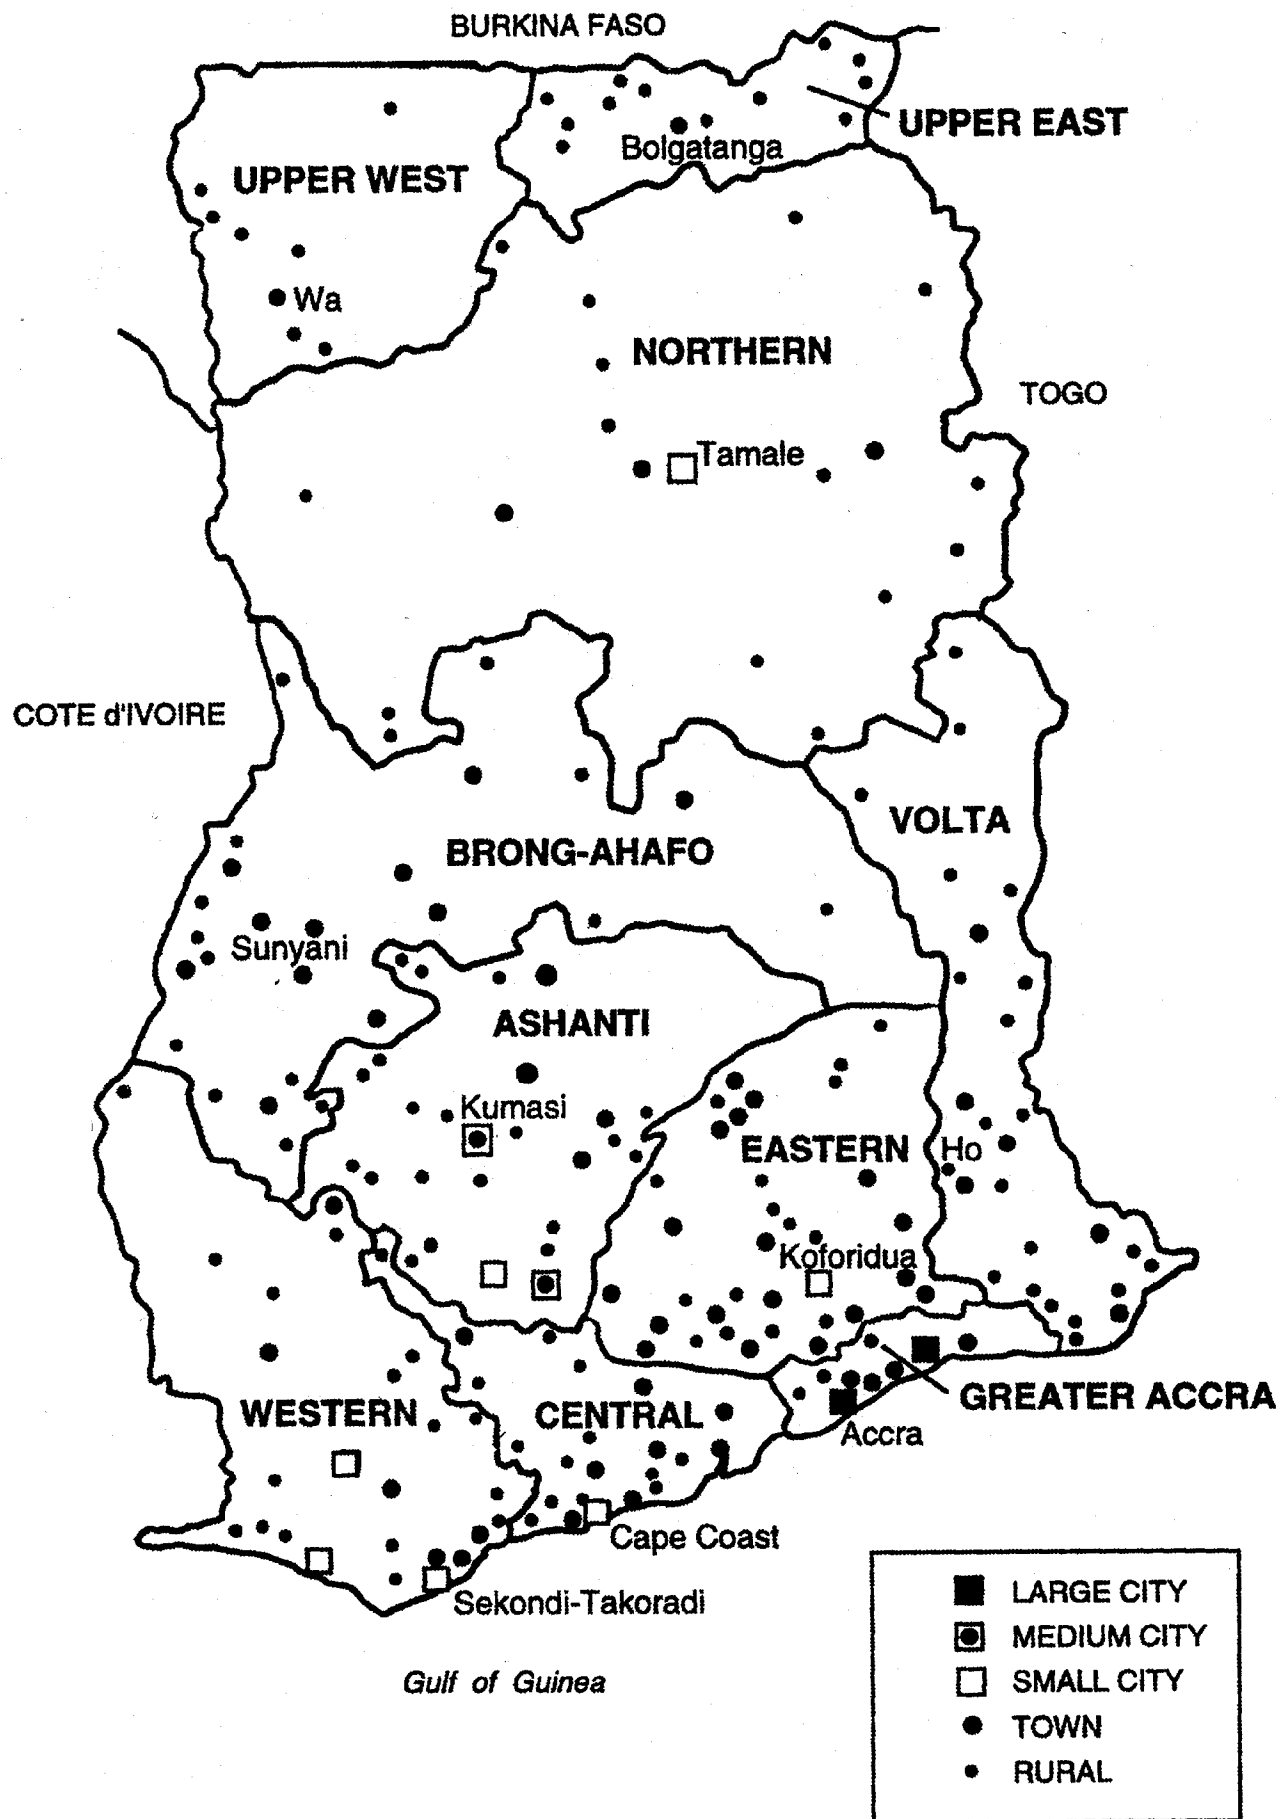 BURKINA FASO
UPPER EAST
Bolgatanga
UPPER WEST
Wa
NORTHERN
TOGO
Tamale
COTE d'IVOIRE
VOLTA
BRONG-AHAFO
Sunyani
ASHANTI
Kumasi
EASTERN
Ho
Koforidua
GREATER ACCRA
WESTERN
CENTRAL
Accra
Cape Coast
Sekondi-Takoradi
Gulf of Guinea
LARGE CITY
MEDIUM CITY
SMALL CITY
TOWN
RURAL